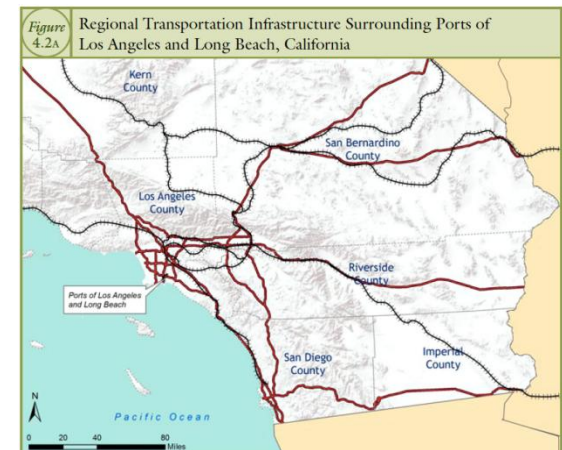 Figure
4.2A
Regional Transportation Infrastructure Surrounding Ports of
Los Angeles and Long Beach, California
Kern
County
San Bernardino
County
Los Angeles
County
Riverside
County
Ports of Los Angeles
and Long Beach
San Diego
County
Imperial
County
N
Pacific Ocean
0 20 40 80
Miles